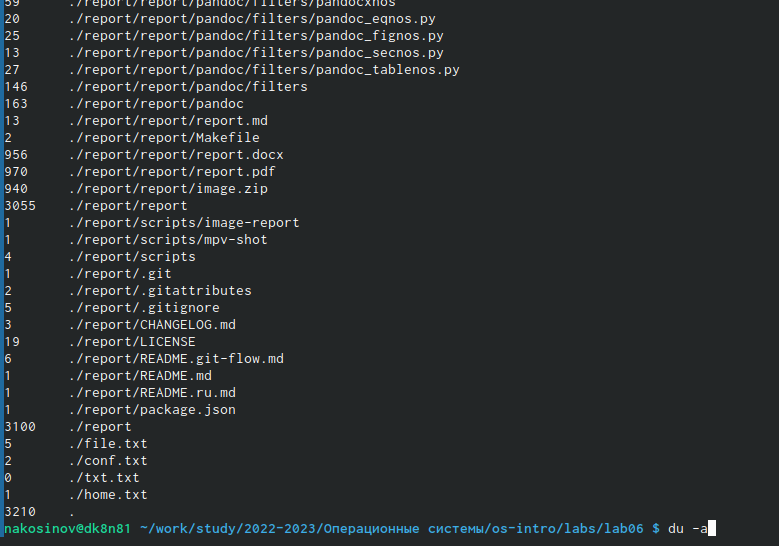 59 ./report/report/pandoc/filters/pandocxnos
20 ./report/report/pandoc/filters/pandoc_eqnos.py
25 ./report/report/pandoc/filters/pandoc_fignos.py
13 ./report/report/pandoc/filters/pandoc_secnos.py
27 ./report/report/pandoc/filters/pandoc_tablenos.py
146 ./report/report/pandoc/filters
163 ./report/report/pandoc
13 ./report/report/report.md
2 ./report/report/Makefile
956 ./report/report/report.docx
970 ./report/report/report.pdf
940 ./report/report/image.zip
3055 ./report/report
1 ./report/scripts/image-report
1 ./report/scripts/mpv-shot
4 ./report/scripts
1 ./report/.git
2 ./report/.gitattributes
5 ./report/.gitignore
3 ./report/CHANGELOG.md
19 ./report/LICENSE
6 ./report/README.git-flow.md
1 ./report/README.md
1 ./report/README.ru.md
1 ./report/package.json
3100 ./report
5 ./file.txt
2 ./conf.txt
0 ./txt.txt
1 ./home.txt
3210 .
nakosinov@dk8n81 ~/work/study/2022-2023/Операционные системы/os-intro/labs/lab06 $ du -a